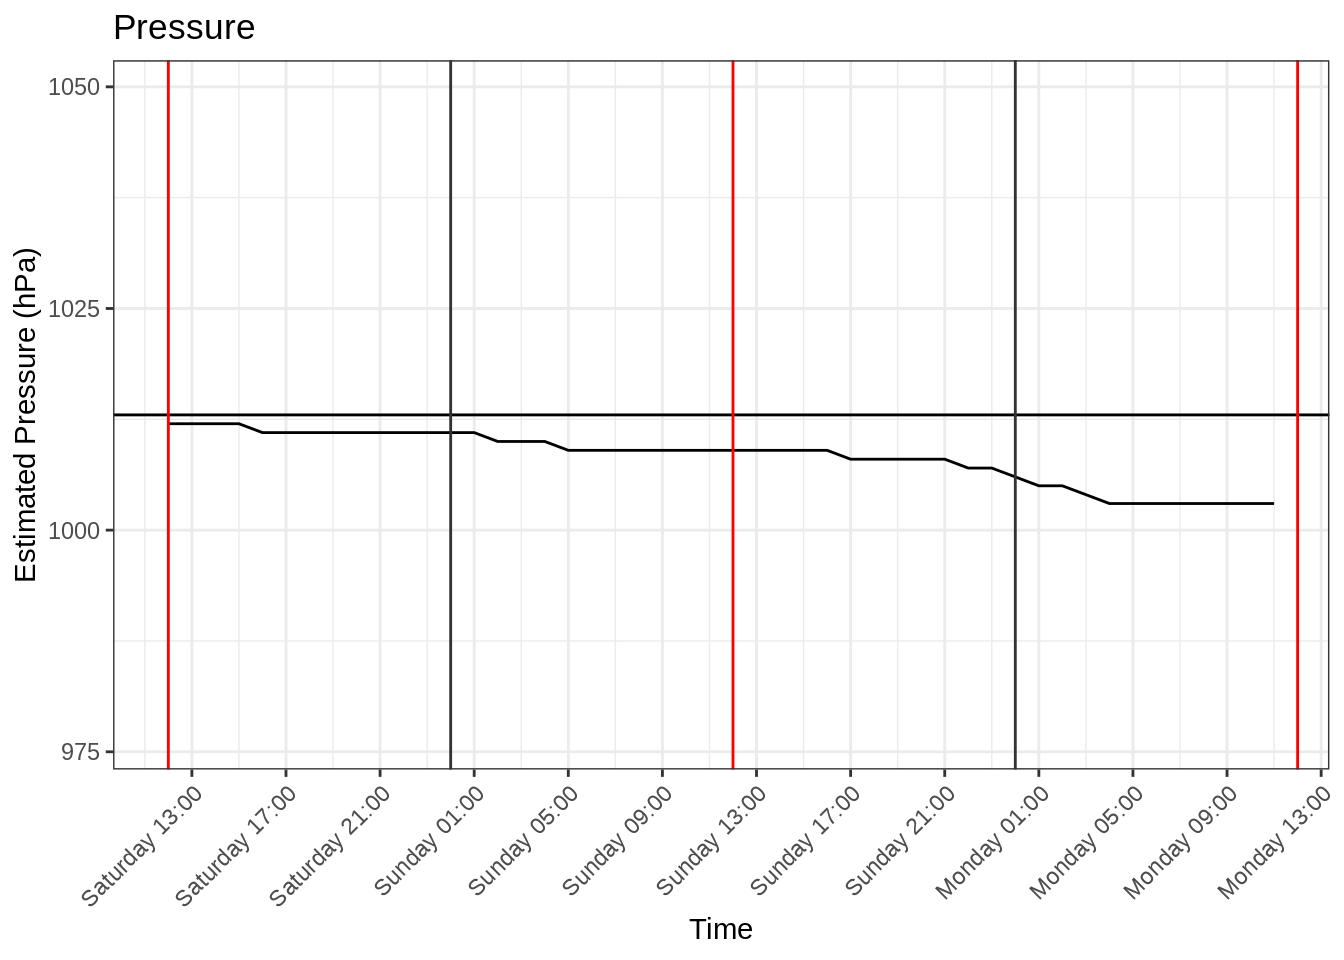 Pressure
Estimated Pressure (hPa)
1050
1025
1000
975
Saturday 13:00
Saturday 17:00
Saturday 21:00
Sunday 01:00
Sunday 05:00
Sunday 09:00
Sunday 13:00
Sunday 17:00
Sunday 21:00
Monday 01:00
Monday 05:00
Monday 09:00
Monday 13:00
Time